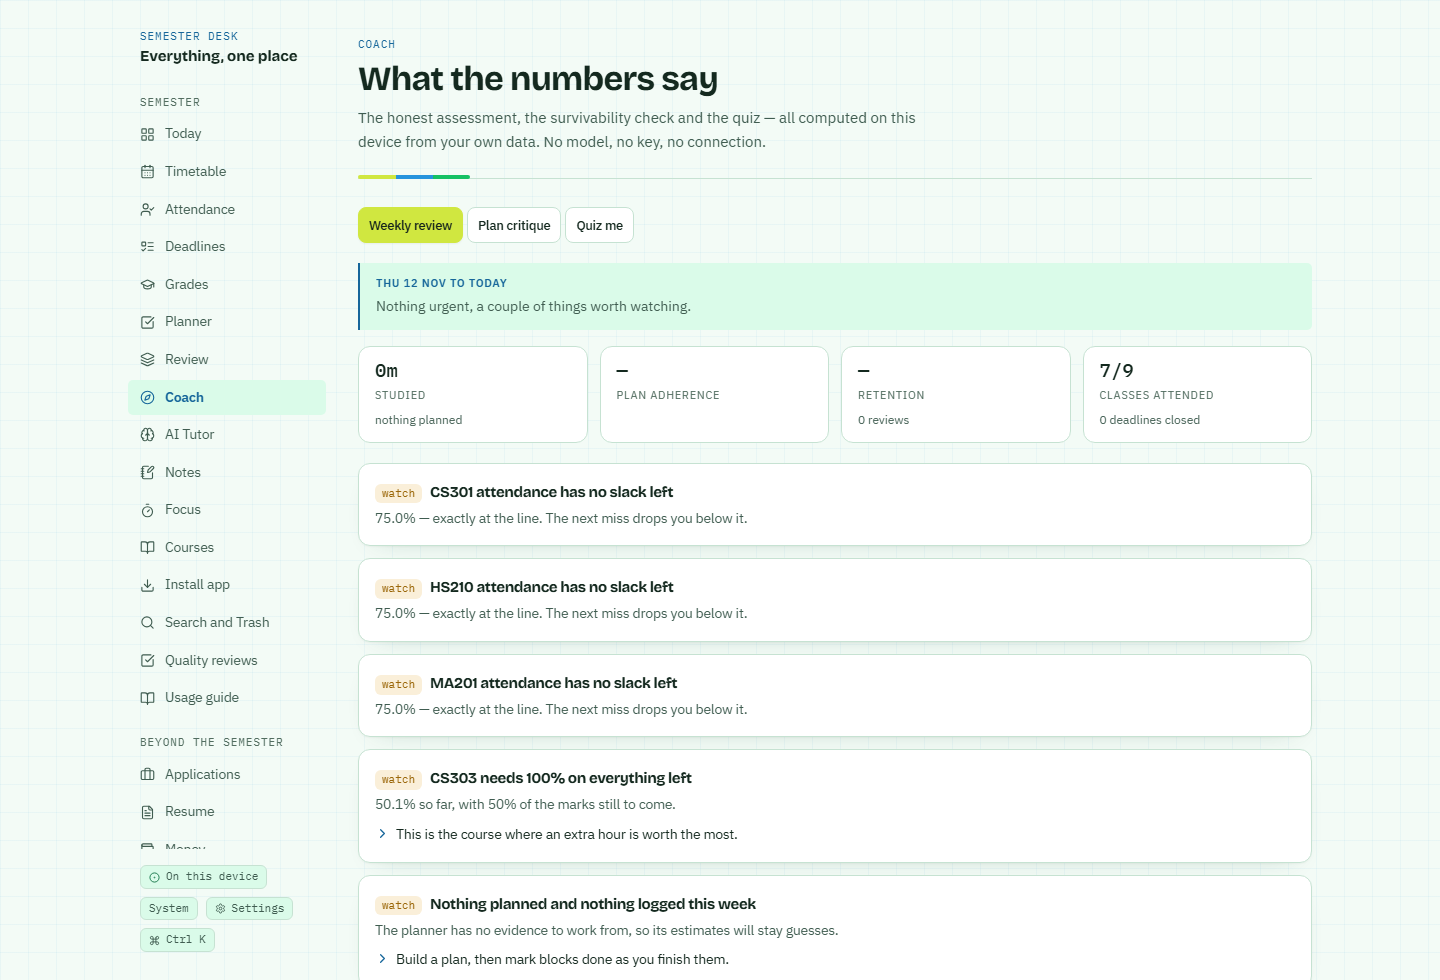 SEMESTER DESK
Everything, one place
SEMESTER
Today
Timetable
Attendance
Deadlines
Grades
Planner
Review
Coach
AI Tutor
Notes
Focus
Courses
Install app
Search and Trash
Quality reviews
Usage guide
BEYOND THE SEMESTER
Applications
Resume
Money
On this device
System
Settings
Ctrl K
COACH
What the numbers say
The honest assessment, the survivability check and the quiz — all computed on this
device from your own data. No model, no key, no connection.
Weekly review
Plan critique
Quiz me
THU 12 NOV TO TODAY
Nothing urgent, a couple of things worth watching.
0m
STUDIED
nothing planned
—
PLAN ADHERENCE
—
RETENTION
0 reviews
7/9
CLASSES ATTENDED
0 deadlines closed
watch CS301 attendance has no slack left
75.0% — exactly at the line. The next miss drops you below it.
watch HS210 attendance has no slack left
75.0% — exactly at the line. The next miss drops you below it.
watch MA201 attendance has no slack left
75.0% — exactly at the line. The next miss drops you below it.
watch CS303 needs 100% on everything left
50.1% so far, with 50% of the marks still to come.
This is the course where an extra hour is worth the most.
watch Nothing planned and nothing logged this week
The planner has no evidence to work from, so its estimates will stay guesses.
Build a plan, then mark blocks done as you finish them.